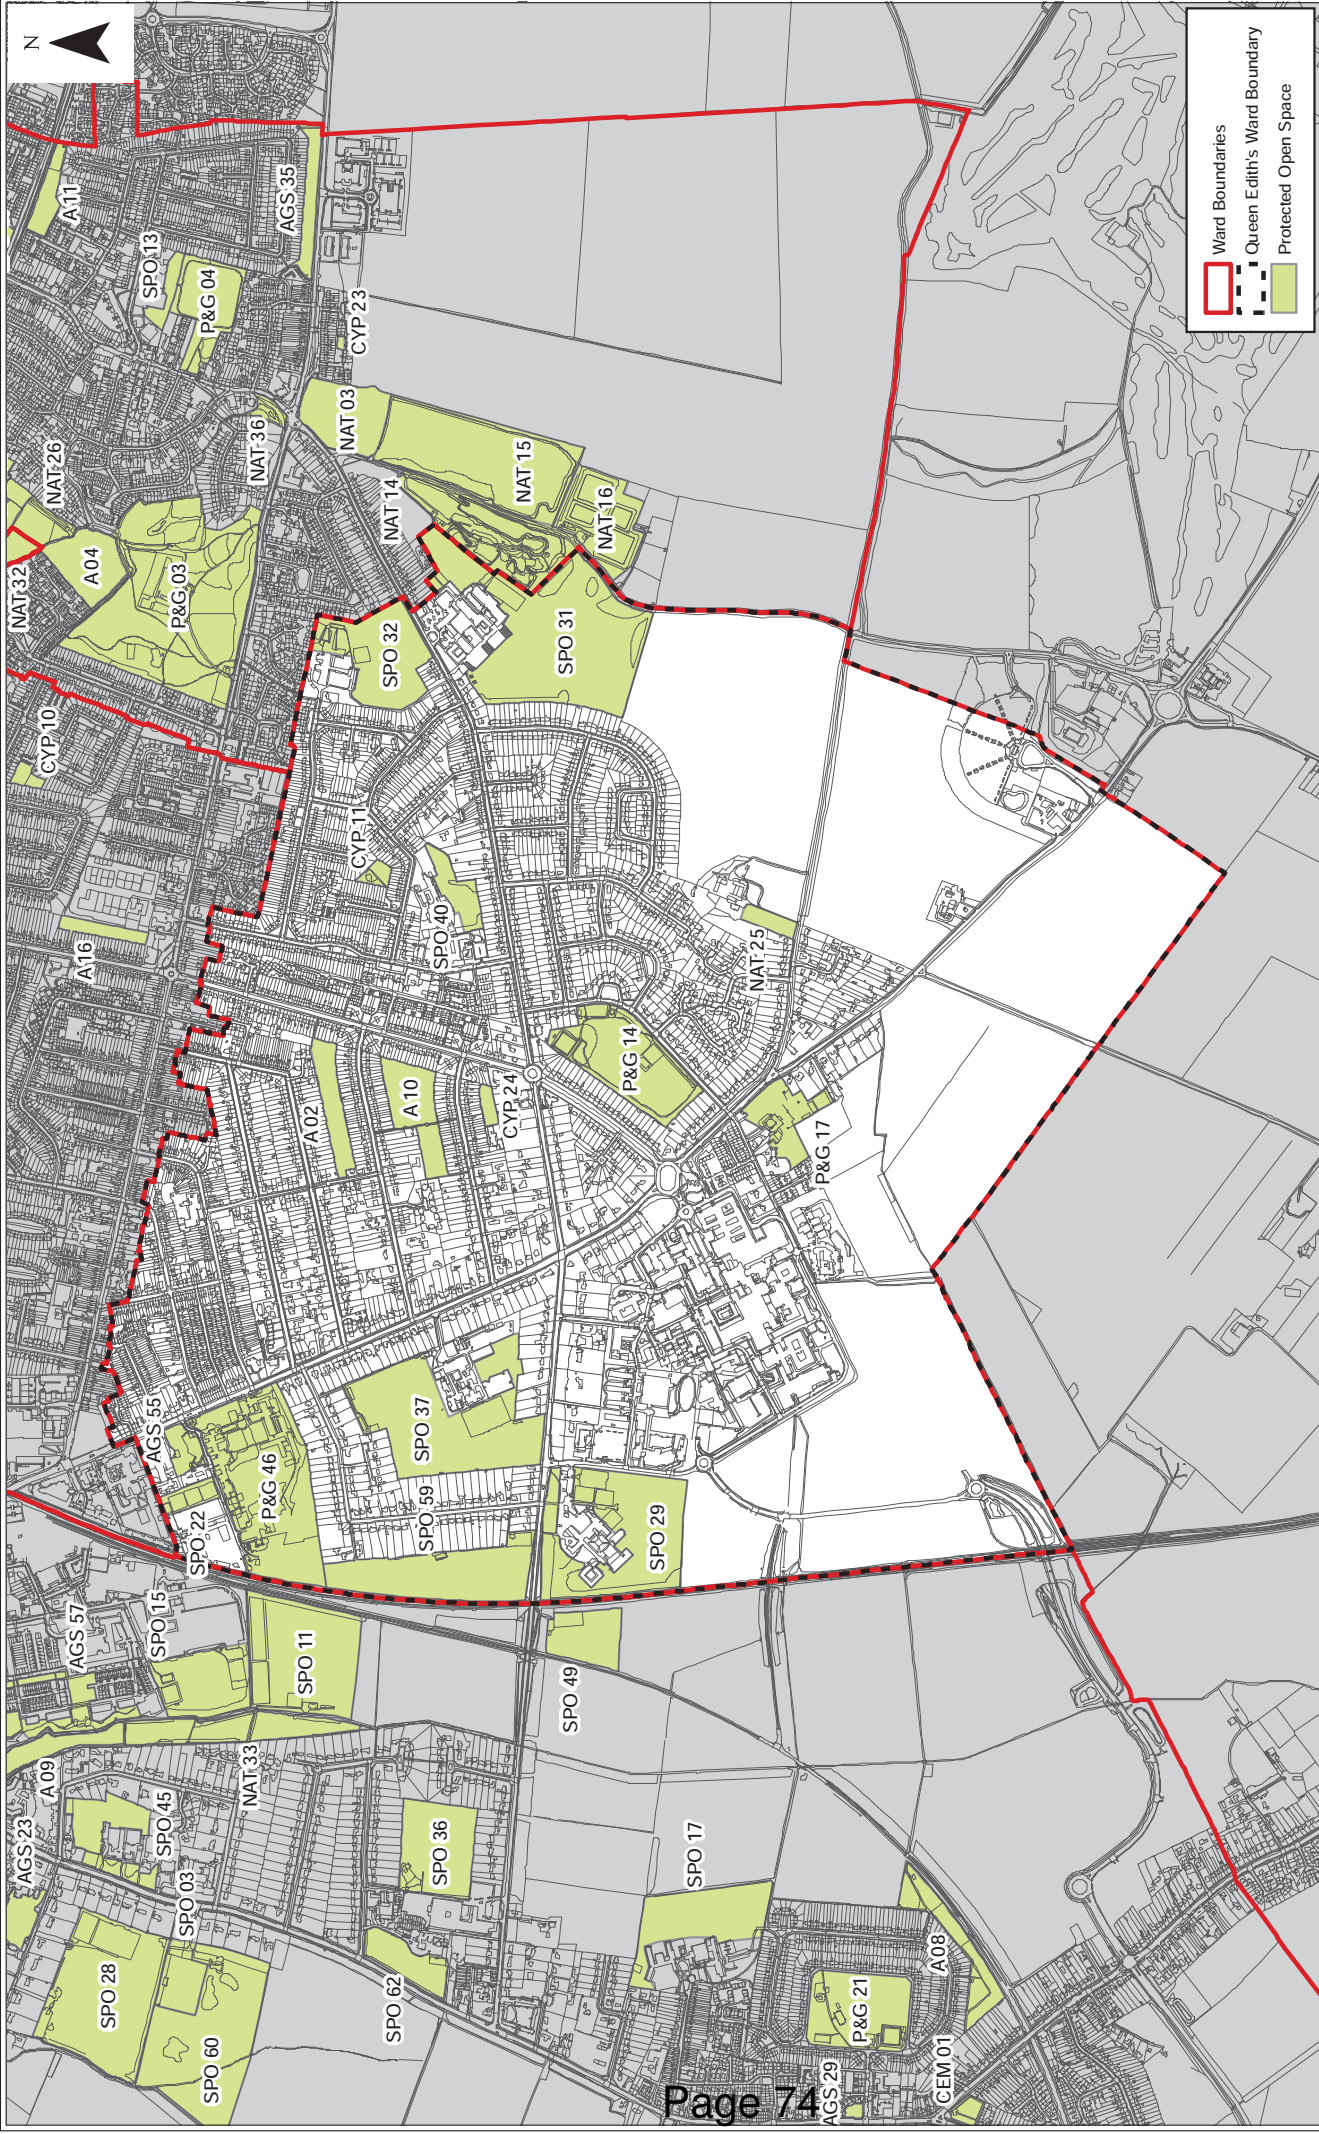 N
A 11
SPO 13
P&G 04
AGS 35
CYP 23
NAT 26
NAT 32
A 04
P&G 03
NAT 36
NAT 03
NAT 14
NAT 15
NAT 16
CYP 10
SPO 32
SPO 31
CYP 11
SPO 40
A 16
NAT 25
A 02
A 10
CYP 24
P&G 14
P&G 17
AGS 55
SPO 22
P&G 46
SPO 37
SPO 59
SPO 29
AGS 57
SPO 15
SPO 11
SPO 49
A 09
NAT 33
AGS 23
SPO 45
SPO 03
SPO 36
SPO 17
SPO 28
SPO 60
SPO 62
P&G 21
A 08
AGS 29
CEM 01
Ward Boundaries
Queen Edith's Ward Boundary
Protected Open Space
Page 74